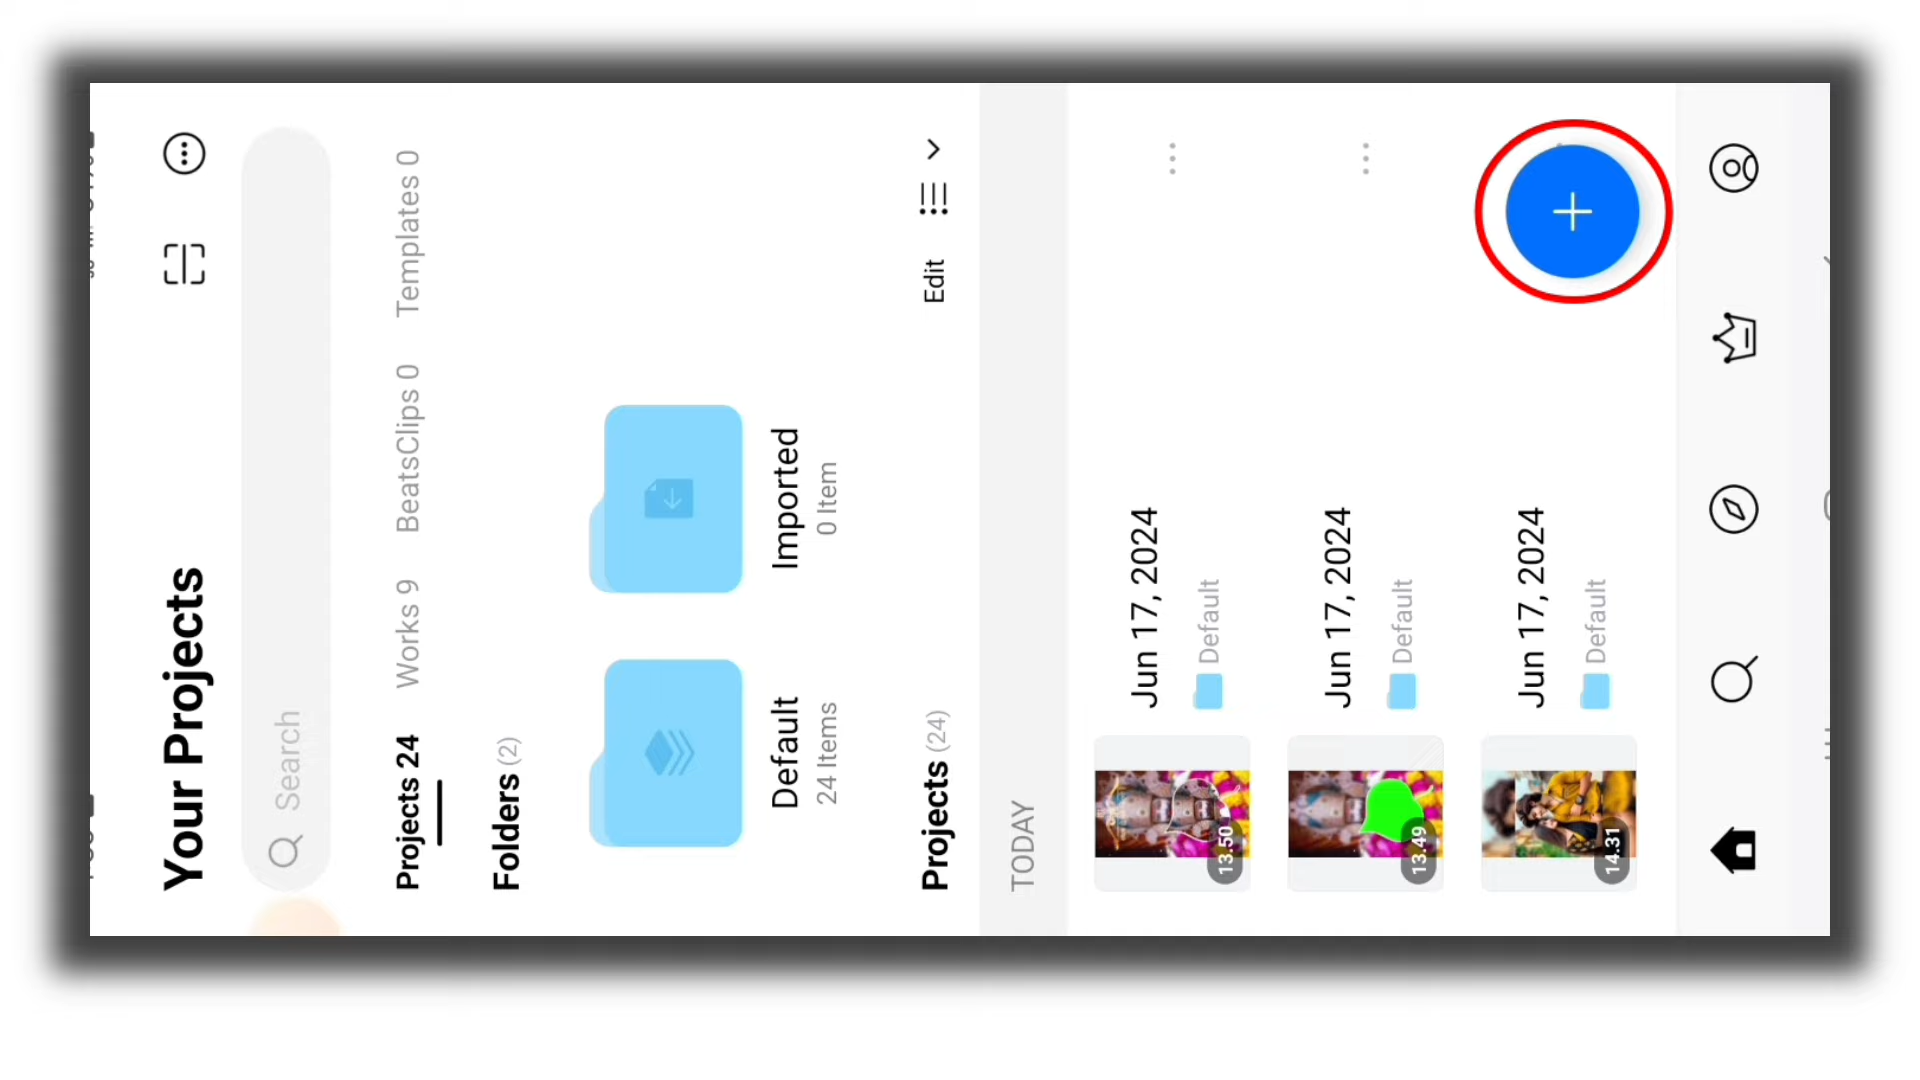 Your Projects
Search
Projects 24 Works 9 BeatsClips 0 Templates 0
Folders (2)
Default
24 Items
Imported
0 Item
Projects (24) Edit
TODAY
13.50
Jun 17, 2024
Default
13.49
Jun 17, 2024
Default
14.31
Jun 17, 2024
Default